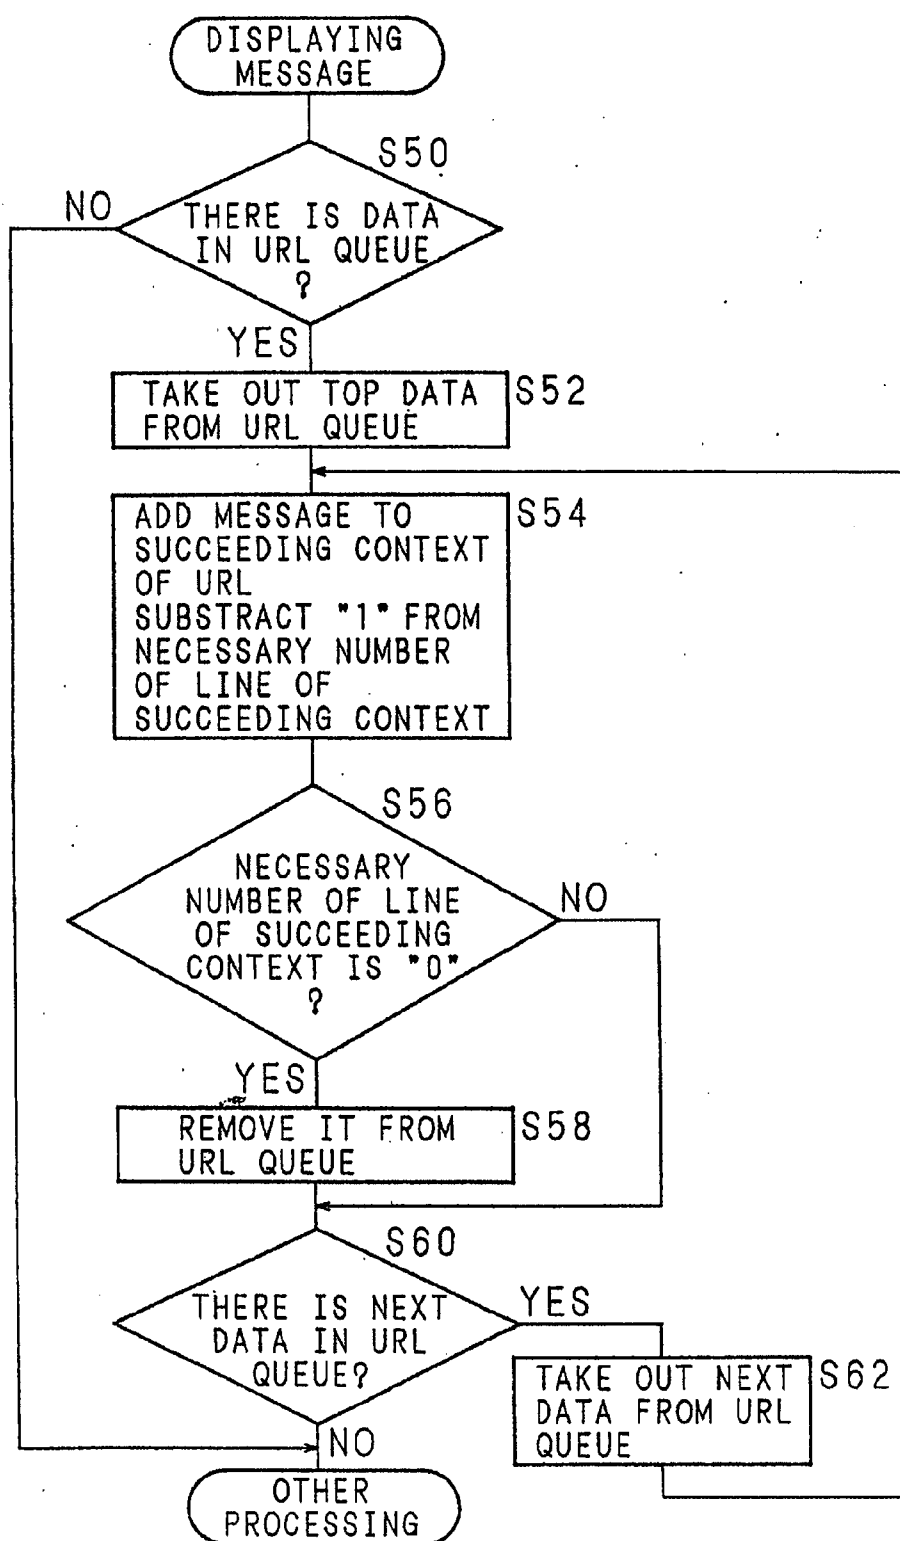 DISPLAYING
MESSAGE
S50
NO
THERE IS DATA
IN URL QUEUE
?
YES
TAKE OUT TOP DATA
FROM URL QUEUE
S52
ADD MESSAGE TO
SUCCEEDING CONTEXT
OF URL
SUBSTRACT "1" FROM
NECESSARY NUMBER
OF LINE OF
SUCCEEDING CONTEXT
S54
S56
NECESSARY
NUMBER OF LINE
OF SUCCEEDING
CONTEXT IS "0"
?
NO
YES
REMOVE IT FROM
URL QUEUE
S58
S60
THERE IS NEXT
DATA IN URL
QUEUE?
YES
TAKE OUT NEXT
DATA FROM URL
QUEUE
S62
NO
OTHER
PROCESSING